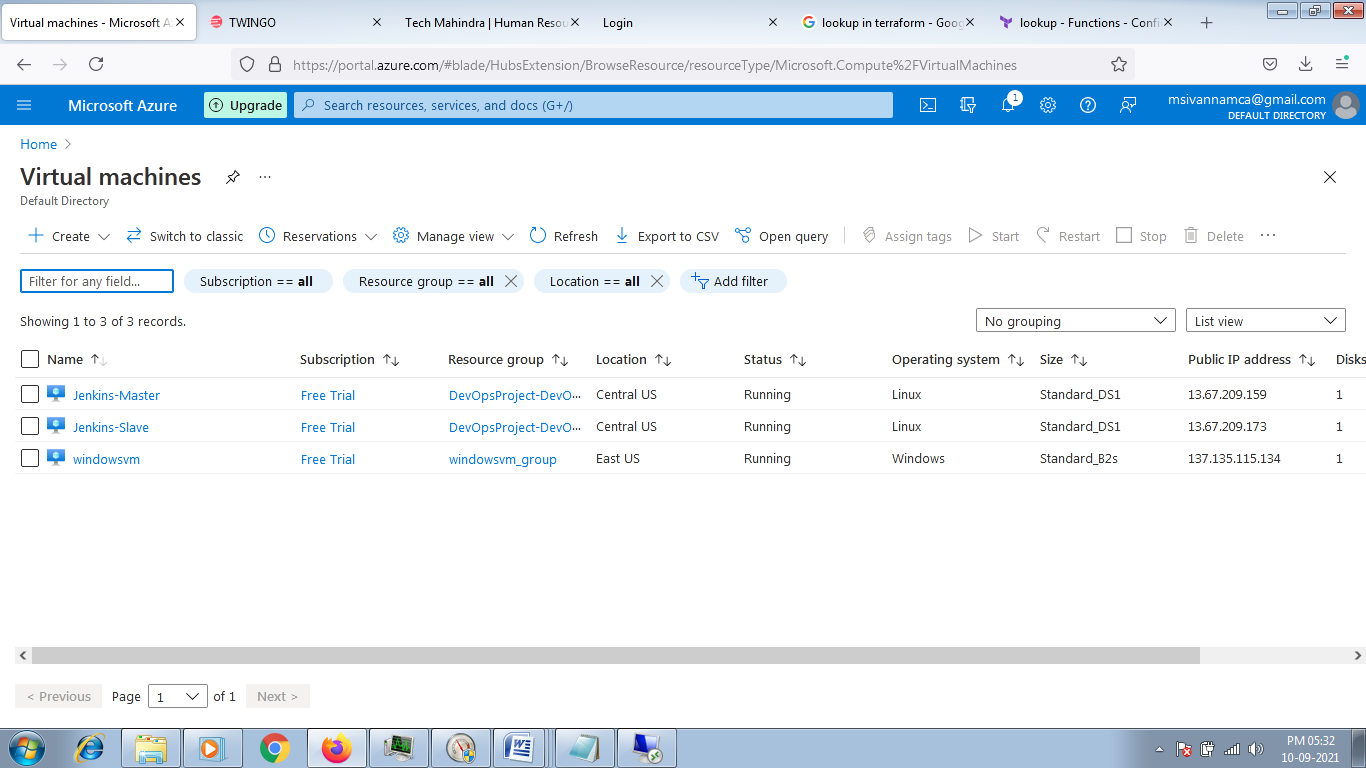 Virtual machines - Microsoft A
TWINGO
Tech Mahindra | Human Resou
Login
lookup in terraform - Goog
lookup - Functions - Confi
https://portal.azure.com/#blade/HubsExtension/BrowseResource/resourceType/Microsoft.Compute%2FVirtualMachines
Microsoft Azure
Upgrade
Search resources, services, and docs (G+/)
1
msivannamca@gmail.com
DEFAULT DIRECTORY
Home >
Virtual machines
...
Default Directory
Create
Switch to classic
Reservations
Manage view
Refresh
Export to CSV
Open query
Assign tags
Start
Restart
Stop
Delete
...
Filter for any field...
Subscription == all
Resource group == all
Location == all
Add filter
Showing 1 to 3 of 3 records.
No grouping
List view
Name Subscription Resource group Location Status Operating system Size Public IP address Disks
Jenkins-Master Free Trial DevOpsProject-DevO... Central US Running Linux Standard_DS1 13.67.209.159 1
Jenkins-Slave Free Trial DevOpsProject-DevO... Central US Running Linux Standard_DS1 13.67.209.173 1
windowsvm Free Trial windowsvm_group East US Running Windows Standard_B2s 137.135.115.134 1
< Previous Page 1 of 1 Next >
PM 05:32
10-09-2021